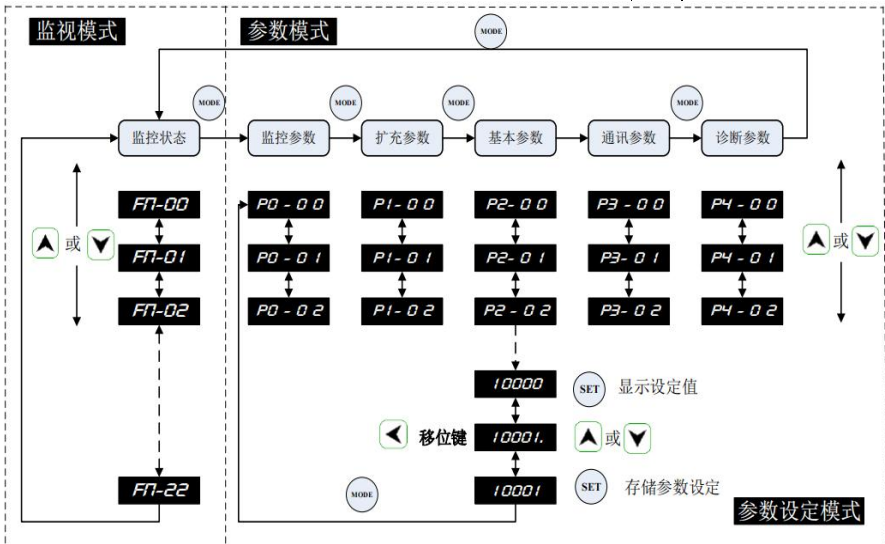 监视模式 参数模式
MODE
MODE MODE MODE MODE
监控状态 监控参数 扩充参数 基本参数 通讯参数 诊断参数
FП-00 P0-00 P1-00 P2-00 P3-00 P4-00
或 或
FП-01 P0-01 P1-01 P2-01 P3-01 P4-01
FП-02 P0-02 P1-02 P2-02 P3-02 P4-02
10000 SET 显示设定值
移位键 10001. 或
FП-22 MODE 10001 SET 存储参数设定
参数设定模式